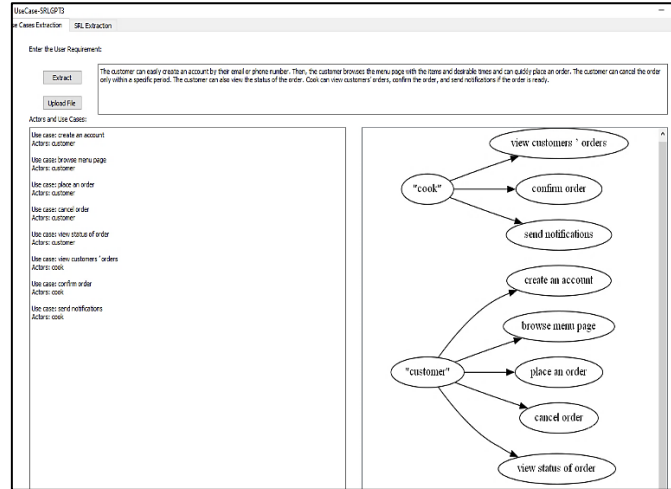 UseCase-SRLGPT3
se Cases Extraction SRL Extraction
Enter the User Requirement:
Extract
Upload File
The customer can easily create an account by their email or phone number. Then, the customer browses the menu page with the items and desirable times and can quickly place an order. The customer can cancel the order
only within a specific period. The customer can also view the status of the order. Cook can view customers' orders, confirm the order, and send notifications if the order is ready.
Actors and Use Cases:
Use case: create an account
Actors: customer
Use case: browse menu page
Actors: customer
Use case: place an order
Actors: customer
Use case: cancel order
Actors: customer
Use case: view status of order
Actors: customer
Use case: view customers ' orders
Actors: cook
Use case: confirm order
Actors: cook
Use case: send notifications
Actors: cook
view customers ' orders
"cook"
confirm order
send notifications
create an account
browse menu page
"customer"
place an order
cancel order
view status of order